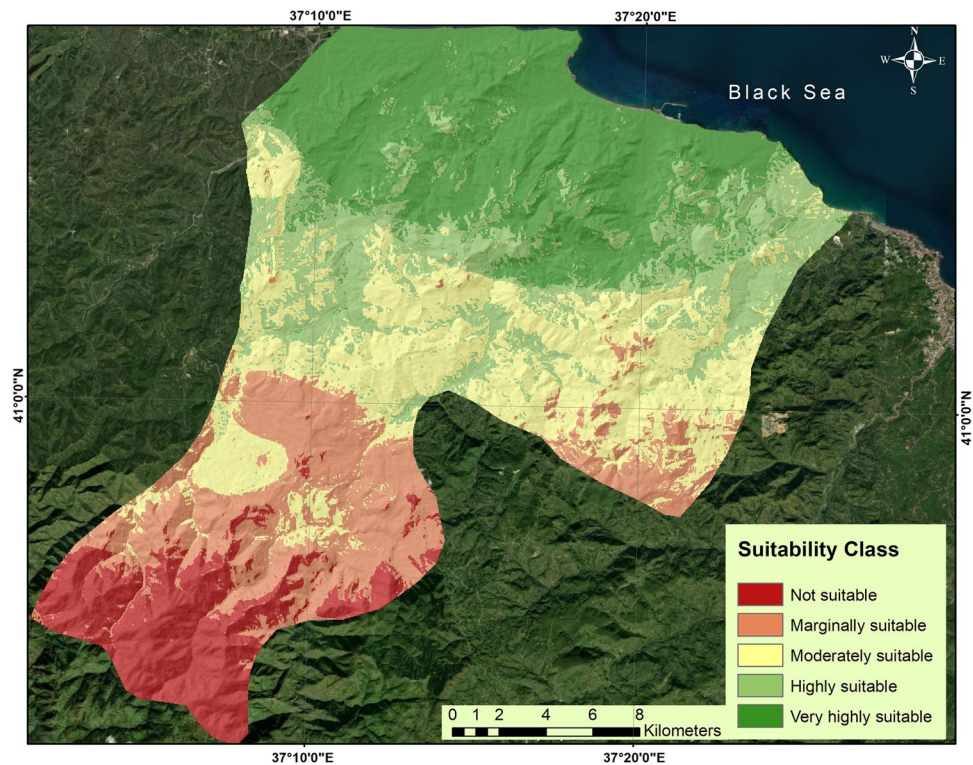 37°10'0"E 37°20'0"E
N
W E
S
Black Sea
41°0'0"N
41°0'0"N
Suitability Class
Not suitable
Marginally suitable
Moderately suitable
Highly suitable
Very highly suitable
0 1 2 4 6 8
Kilometers
37°10'0"E 37°20'0"E